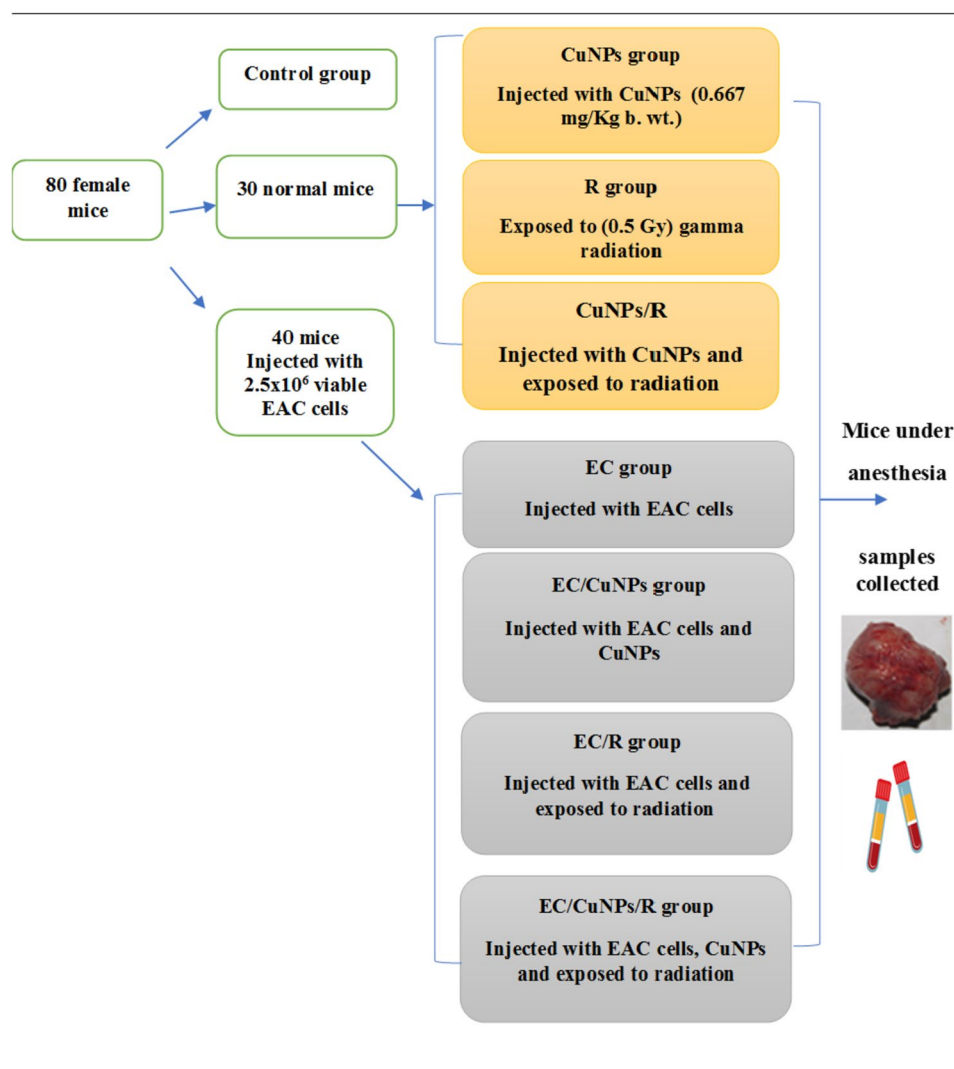 Control group
80 female
mice
30 normal mice
40 mice
Injected with
2.5x10⁶ viable
EAC cells
CuNPs group
Injected with CuNPs (0.667
mg/Kg b. wt.)
R group
Exposed to (0.5 Gy) gamma
radiation
CuNPs/R
Injected with CuNPs and
exposed to radiation
EC group
Injected with EAC cells
EC/CuNPs group
Injected with EAC cells and
CuNPs
EC/R group
Injected with EAC cells and
exposed to radiation
EC/CuNPs/R group
Injected with EAC cells, CuNPs
and exposed to radiation
Mice under
anesthesia
samples
collected